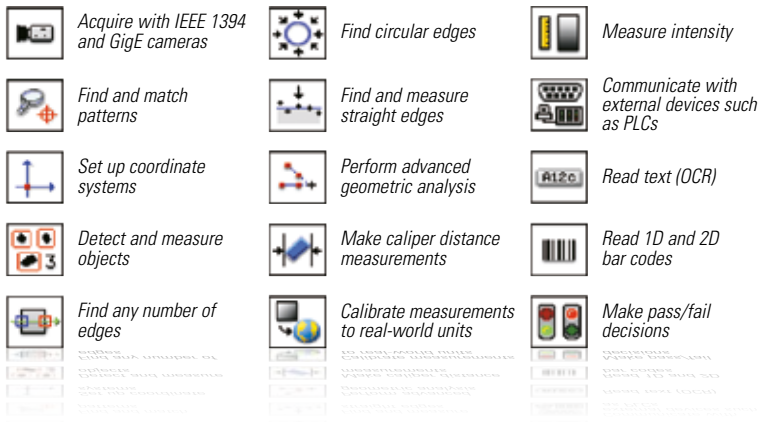 Acquire with IEEE 1394
and GigE cameras
Find and match
patterns
Set up coordinate
systems
Detect and measure
objects
3
Find any number of
edges
Find circular edges
Find and measure
straight edges
Perform advanced
geometric analysis
Make caliper distance
measurements
Calibrate measurements
to real-world units
Measure intensity
Communicate with
external devices such
as PLCs
A12c
Read text (OCR)
Read 1D and 2D
bar codes
Make pass/fail
decisions